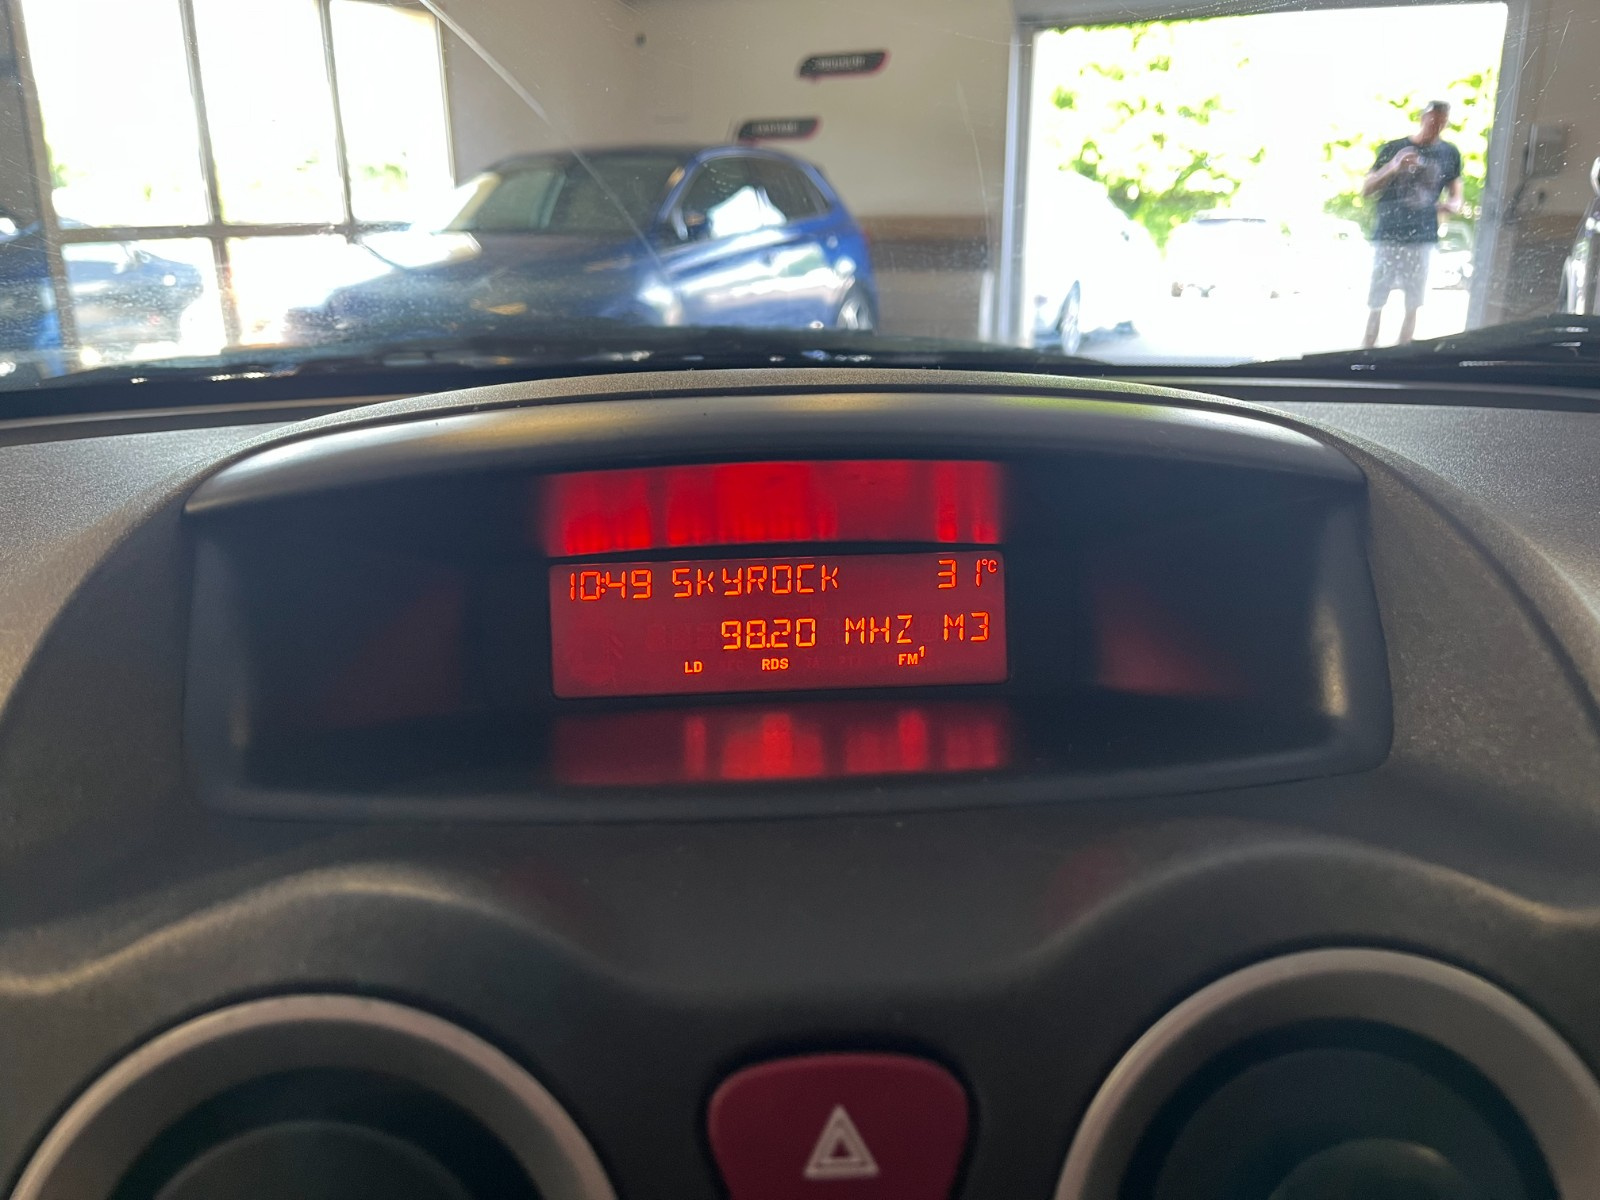 10:49 SKYROCK 31°C
98.20 MHZ M3
LD RDS FM1